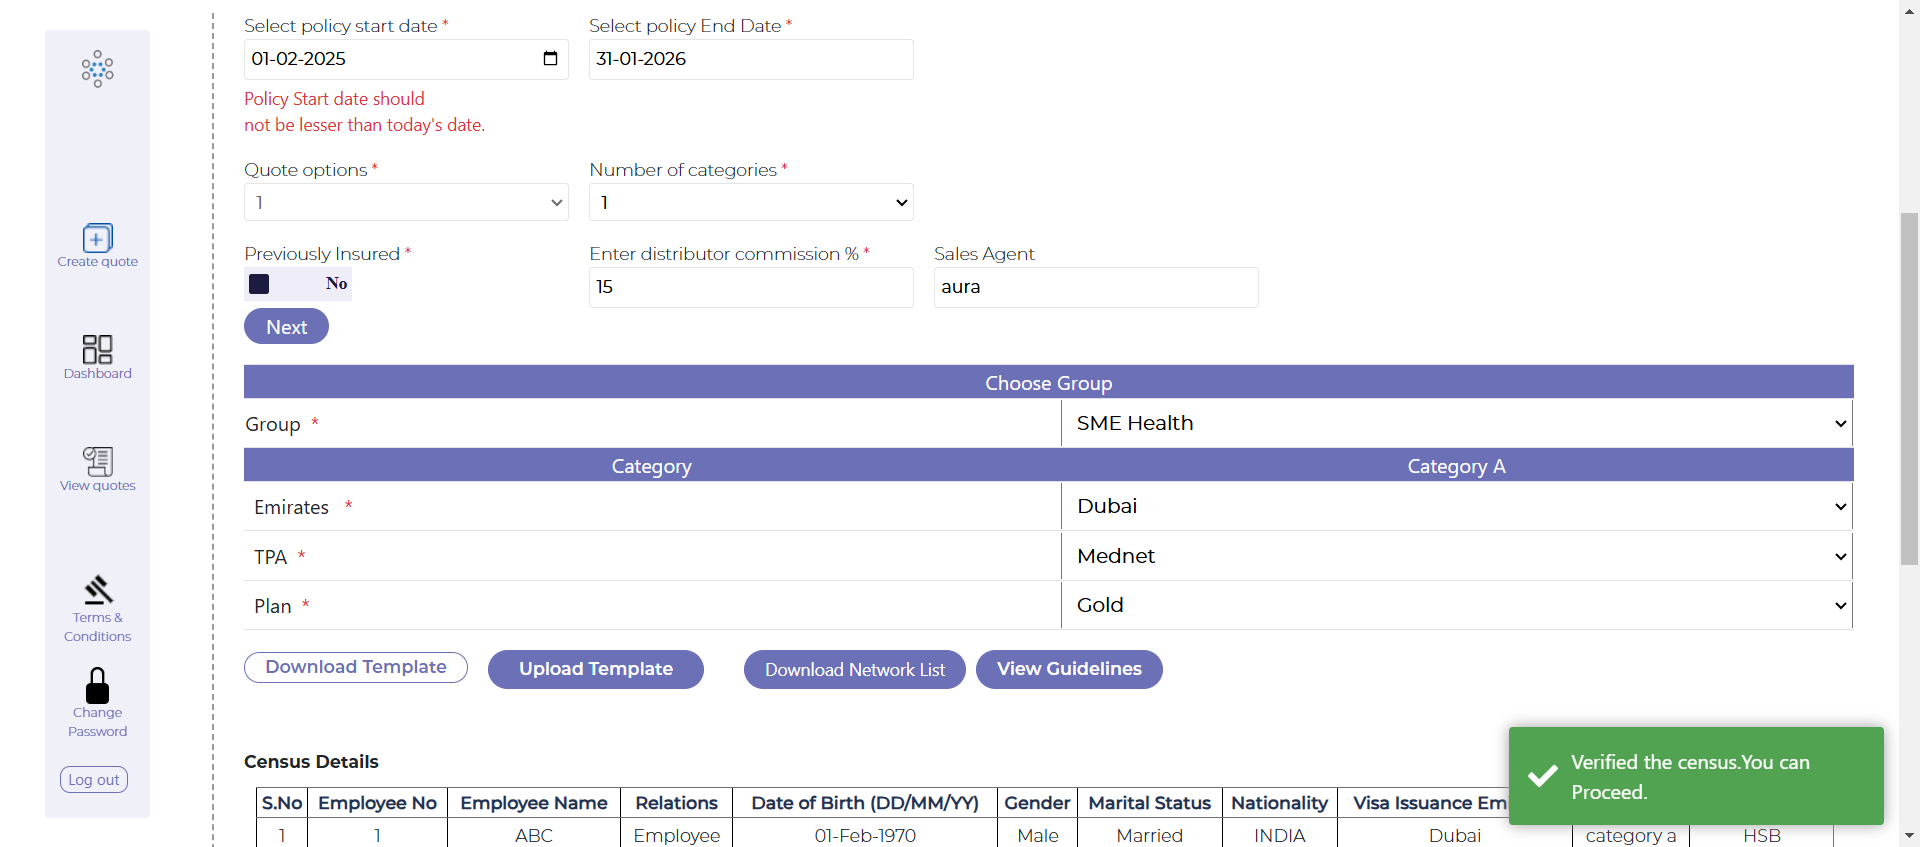 Select policy start date *
Select policy End Date *
01-02-2025
31-01-2026
Policy Start date should
not be lesser than today's date.
Quote options *
Number of categories *
1
1
Previously Insured *
Enter distributor commission % *
Sales Agent
No
15
aura
Next
Choose Group
Group *
SME Health
Category
Category A
Emirates *
Dubai
TPA *
Mednet
Plan *
Gold
Download Template
Upload Template
Download Network List
View Guidelines
Census Details
S.No Employee No Employee Name Relations Date of Birth (DD/MM/YY) Gender Marital Status Nationality Visa Issuance
1 1 ABC Employee 01-Feb-1970 Male Married INDIA Dubai category a HSB
Verified the census.You can
Proceed.
Create quote
Dashboard
View quotes
Terms &
Conditions
Change
Password
Log out